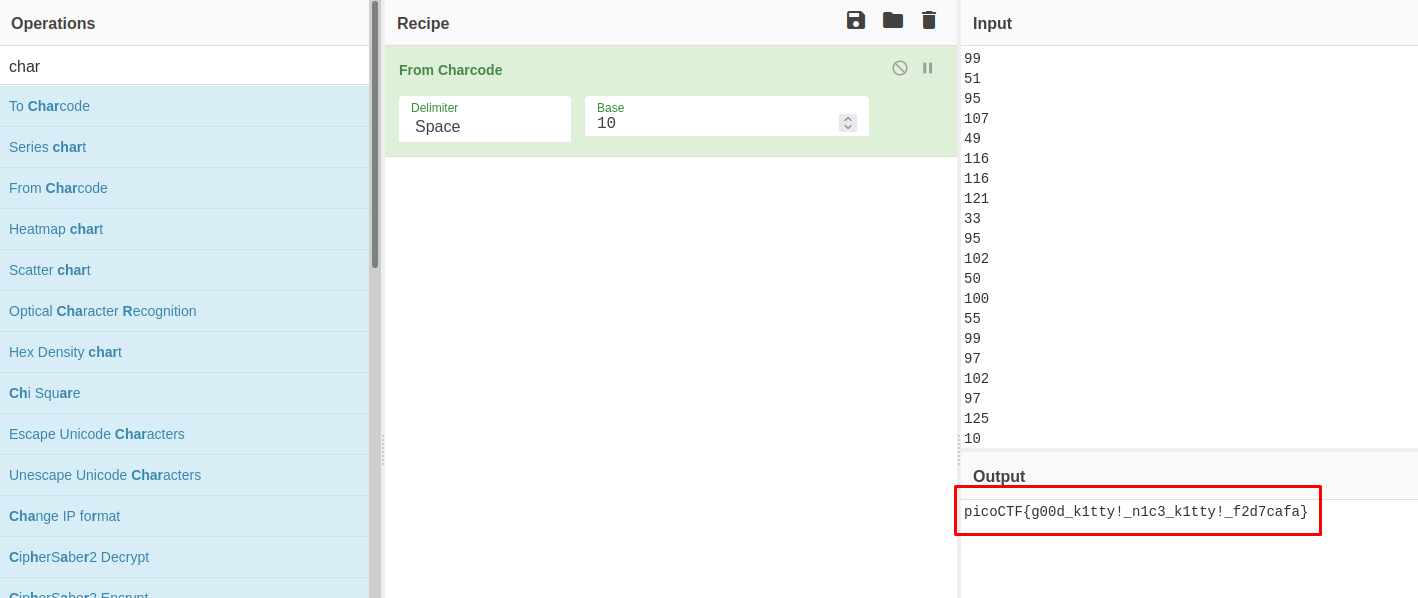 Operations
char
To Charcode
Series chart
From Charcode
Heatmap chart
Scatter chart
Optical Character Recognition
Hex Density chart
Chi Square
Escape Unicode Characters
Unescape Unicode Characters
Change IP format
CipherSaber2 Decrypt
CipherSaber2 Encrypt
Recipe
From Charcode
Delimiter
Space
Base
10
Input
99
51
95
107
49
116
116
121
33
95
102
50
100
55
99
97
102
97
125
10
Output
picoCTF{g00d_k1tty!_n1c3_k1tty!_f2d7cafa}